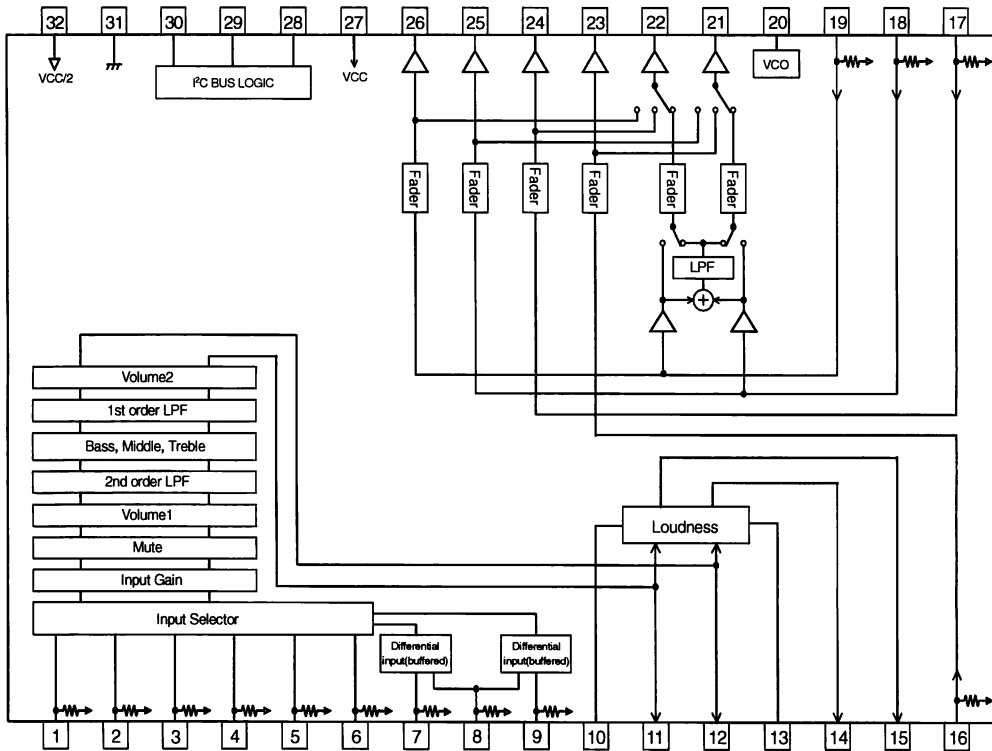 32 31 30 29 28 27 26 25 24 23 22 21 20 19 18 17
VCC/2
I²C BUS LOGIC
VCC
VCO
Fader Fader Fader Fader Fader Fader
LPF
+
Volume2
1st order LPF
Bass, Middle, Treble
2nd order LPF
Volume1
Mute
Input Gain
Input Selector
Loudness
Differential
input(buffered)
Differential
input(buffered)
1 2 3 4 5 6 7 8 9 10 11 12 13 14 15 16